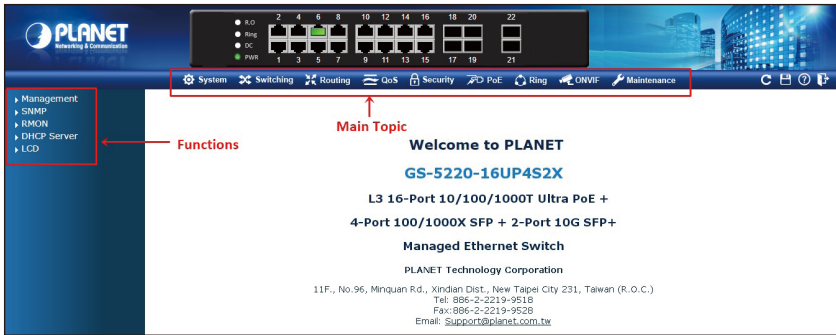 PLANET
Networking & Communication
R.O
Ring
DC
PWR
2 4 6 8 10 12 14 16 18 20 22
1 3 5 7 9 11 13 15 17 19 21
System Switching Routing QoS Security PoE Ring ONVIF Maintenance
Management
SNMP
RMON
DHCP Server
LCD
Functions
Main Topic
Welcome to PLANET
GS-5220-16UP4S2X
L3 16-Port 10/100/1000T Ultra PoE +
4-Port 100/1000X SFP + 2-Port 10G SFP+
Managed Ethernet Switch
PLANET Technology Corporation
11F., No.96, Minquan Rd., Xindian Dist., New Taipei City 231, Taiwan (R.O.C.)
Tel: 886-2-2219-9518
Fax:886-2-2219-9528
Email: Support@planet.com.tw